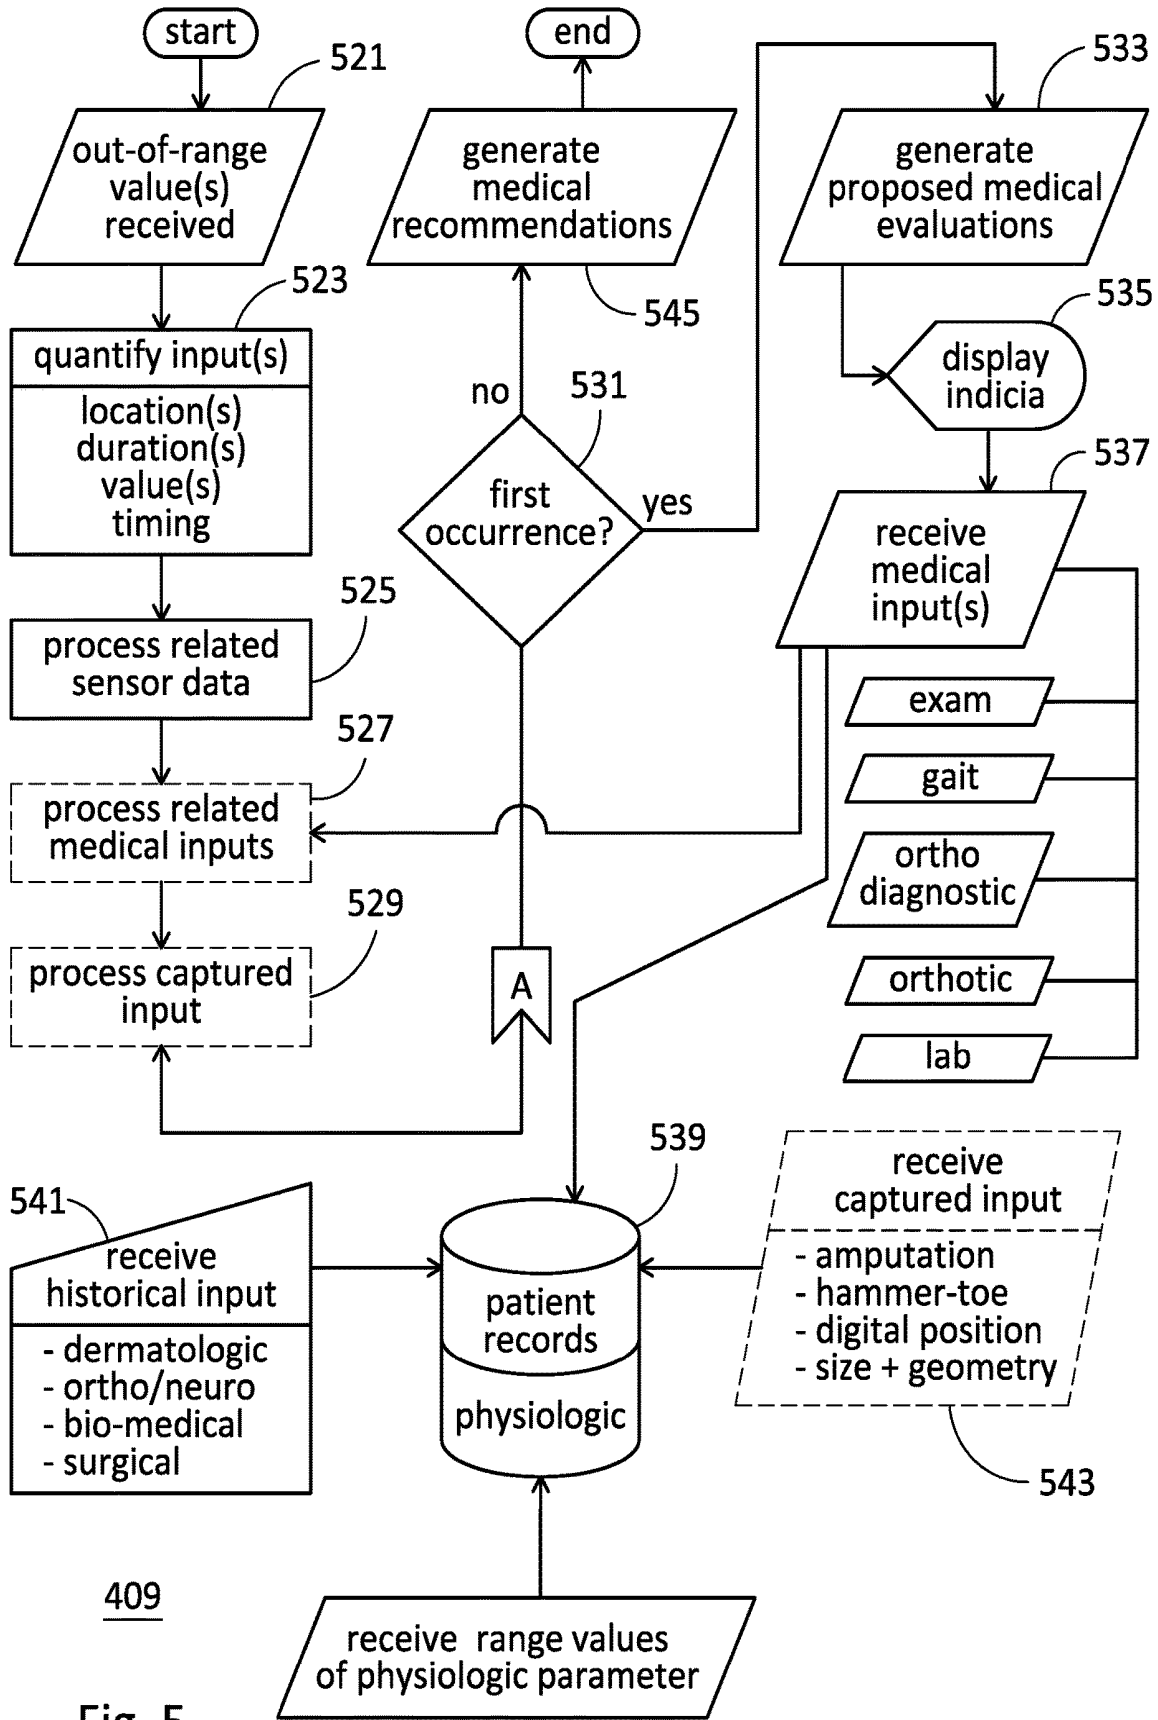 start
521
out-of-range
value(s)
received
523
quantify input(s)
location(s)
duration(s)
value(s)
timing
525
process related
sensor data
527
process related
medical inputs
529
process captured
input
end
generate
medical
recommendations
545
no
531
first
occurrence?
yes
A
533
generate
proposed medical
evaluations
535
display
indicia
537
receive
medical
input(s)
exam
gait
ortho
diagnostic
orthotic
lab
541
receive
historical input
- dermatologic
- ortho/neuro
- bio-medical
- surgical
539
patient
records
physiologic
receive
captured input
- amputation
- hammer-toe
- digital position
- size + geometry
543
409
receive range values
of physiologic parameter
Fig. 5